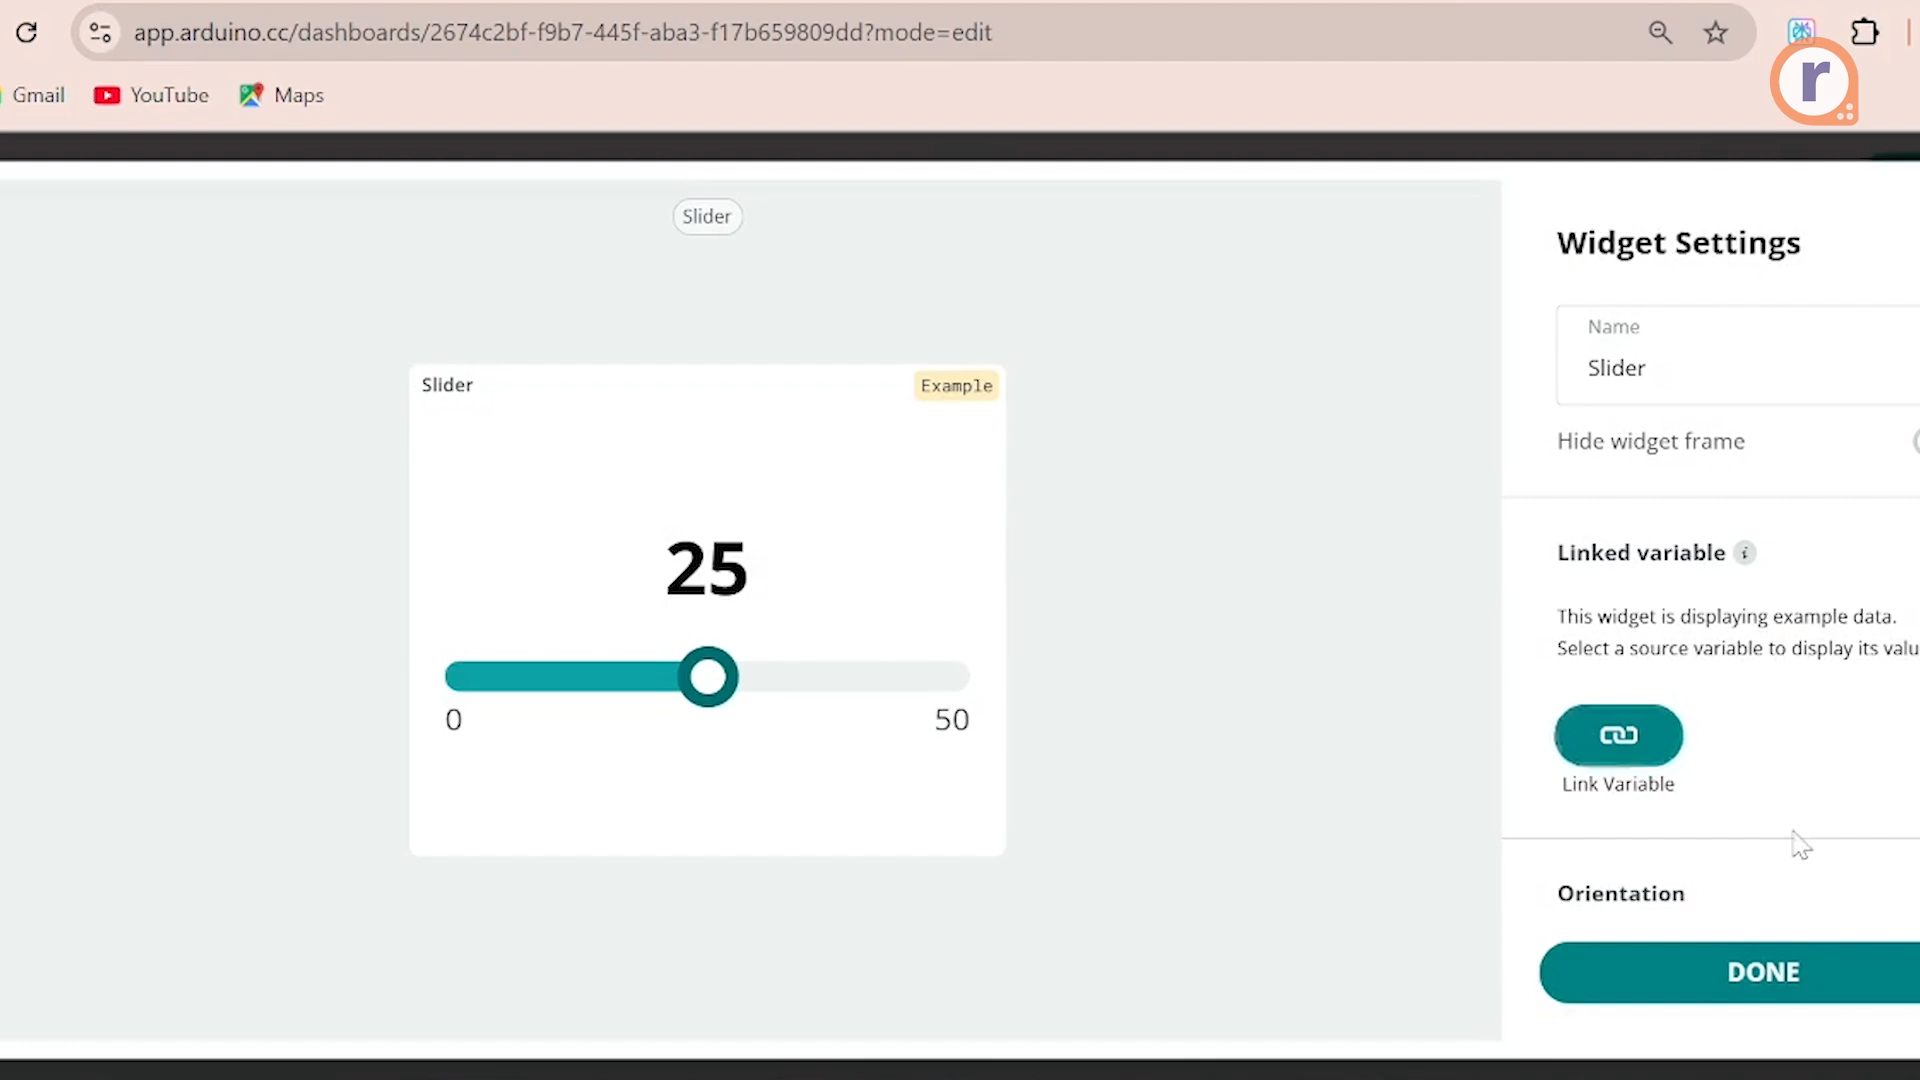 app.arduino.cc/dashboards/2674c2bf-f9b7-445f-aba3-f17b659809dd?mode=edit
Gmail YouTube Maps
r
Slider
Slider Example
25
0 50
Widget Settings
Name
Slider
Hide widget frame
Linked variable i
This widget is displaying example data.
Select a source variable to display its valu
Link Variable
Orientation
DONE